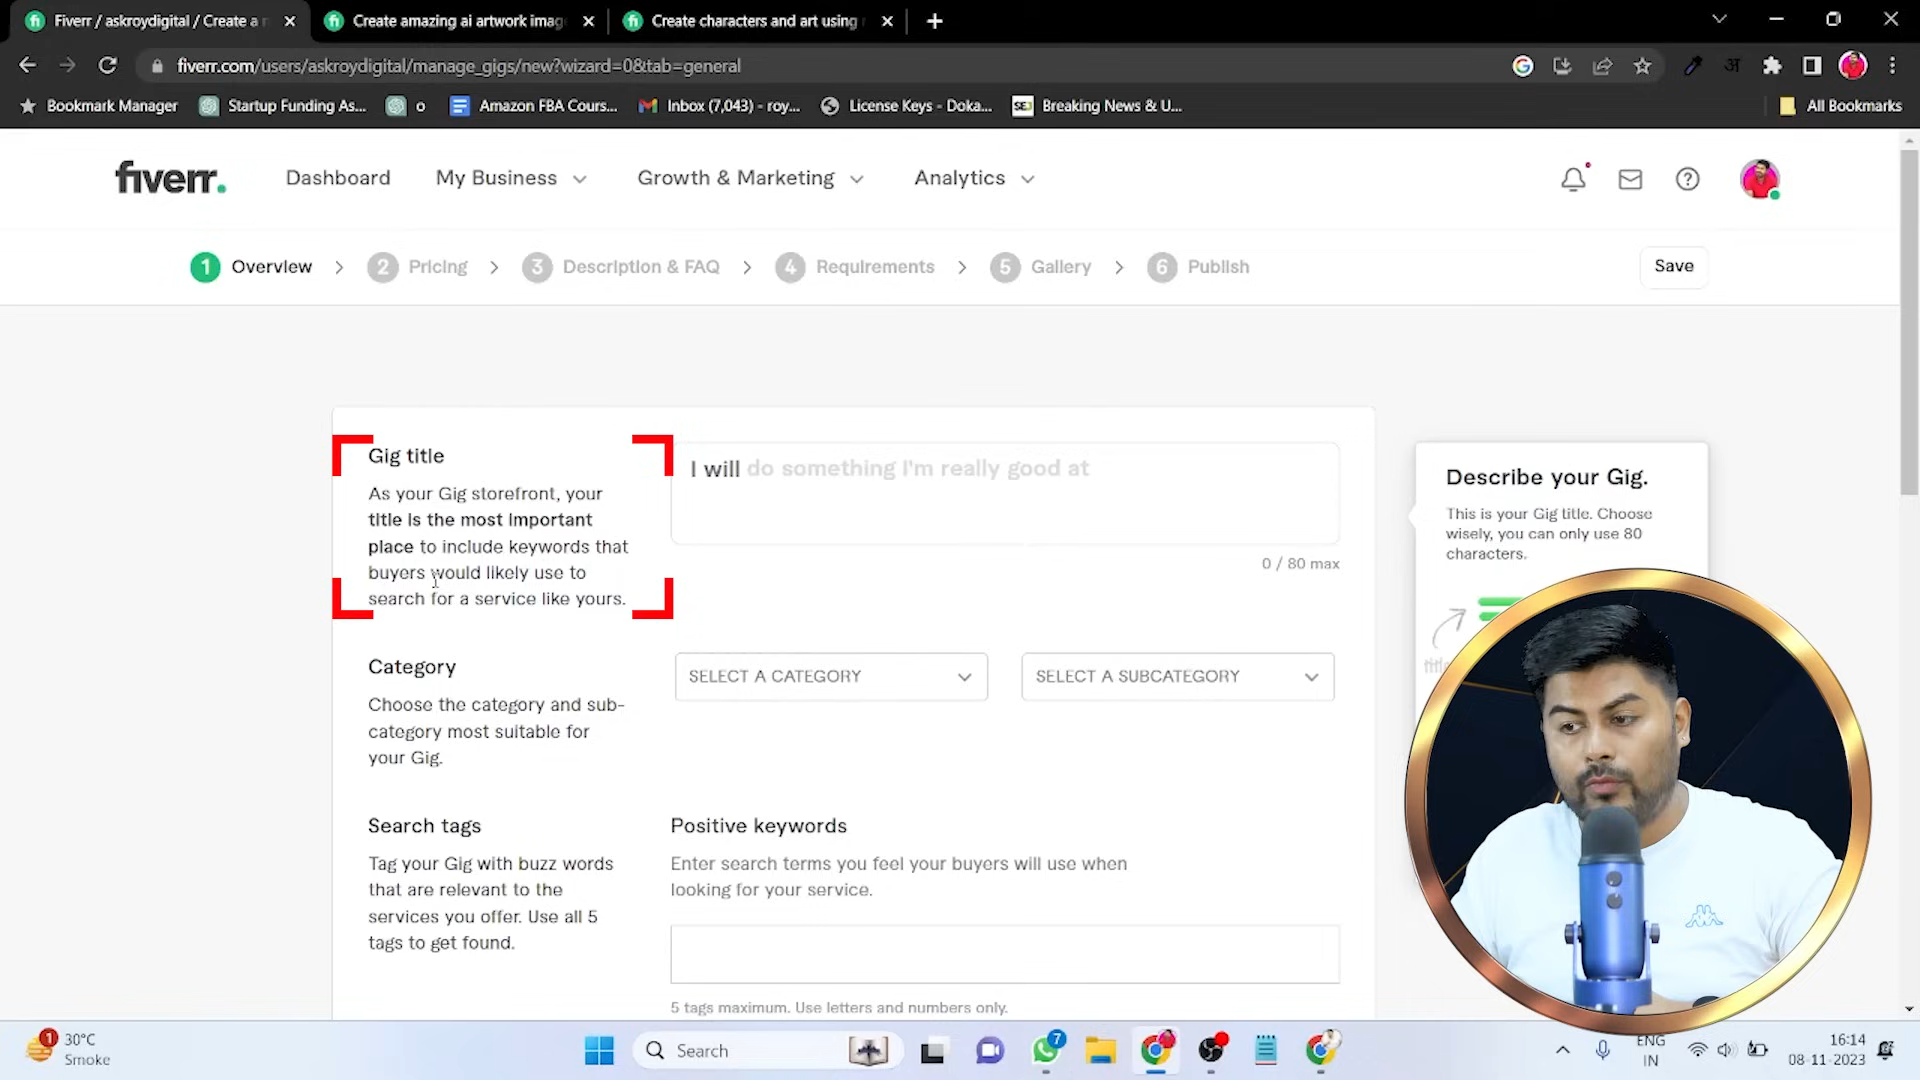 Fiverr / askroydigital / Create a
Create amazing ai artwork imag
Create characters and art using
fiverr.com/users/askroydigital/manage_gigs/new?wizard=0&tab=general
Bookmark Manager
Startup Funding As...
o
Amazon FBA Cours...
Inbox (7,043) - roy...
License Keys - Doka...
SEJ
Breaking News & U...
All Bookmarks
fiverr.
Dashboard
My Business
Growth & Marketing
Analytics
1 Overview
2 Pricing
3 Description & FAQ
4 Requirements
5 Gallery
6 Publish
Save
Gig title
As your Gig storefront, your
title is the most important
place to include keywords that
buyers would likely use to
search for a service like yours.
I will do something I'm really good at
0 / 80 max
Describe your Gig.
This is your Gig title. Choose
wisely, you can only use 80
characters.
Category
Choose the category and sub-
category most suitable for
your Gig.
SELECT A CATEGORY
SELECT A SUBCATEGORY
Search tags
Tag your Gig with buzz words
that are relevant to the
services you offer. Use all 5
tags to get found.
Positive keywords
Enter search terms you feel your buyers will use when
looking for your service.
5 tags maximum. Use letters and numbers only.
1
30°C
Smoke
Search
7
ENG
IN
16:14
08-11-2023